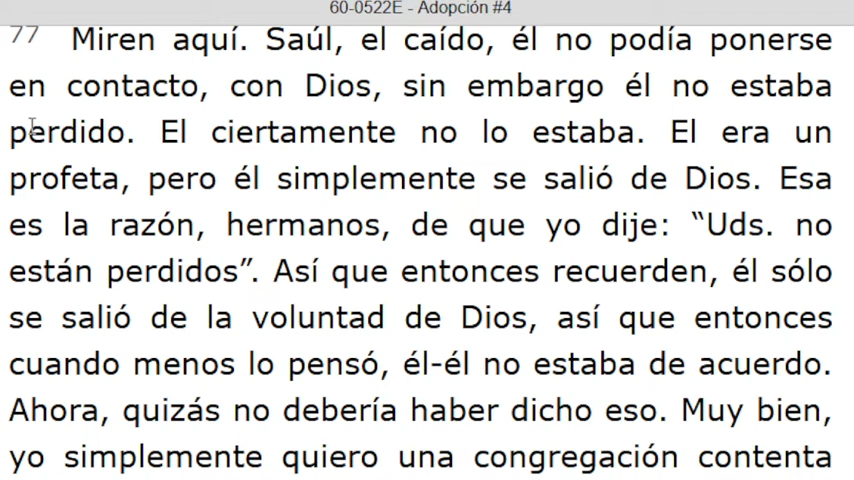 60-0522E - Adopción #4
77 Miren aquí. Saúl, el caído, él no podía ponerse
en contacto, con Dios, sin embargo él no estaba
perdido. El ciertamente no lo estaba. El era un
profeta, pero él simplemente se salió de Dios. Esa
es la razón, hermanos, de que yo dije: “Uds. no
están perdidos”. Así que entonces recuerden, él sólo
se salió de la voluntad de Dios, así que entonces
cuando menos lo pensó, él-él no estaba de acuerdo.
Ahora, quizás no debería haber dicho eso. Muy bien,
yo simplemente quiero una congregación contenta